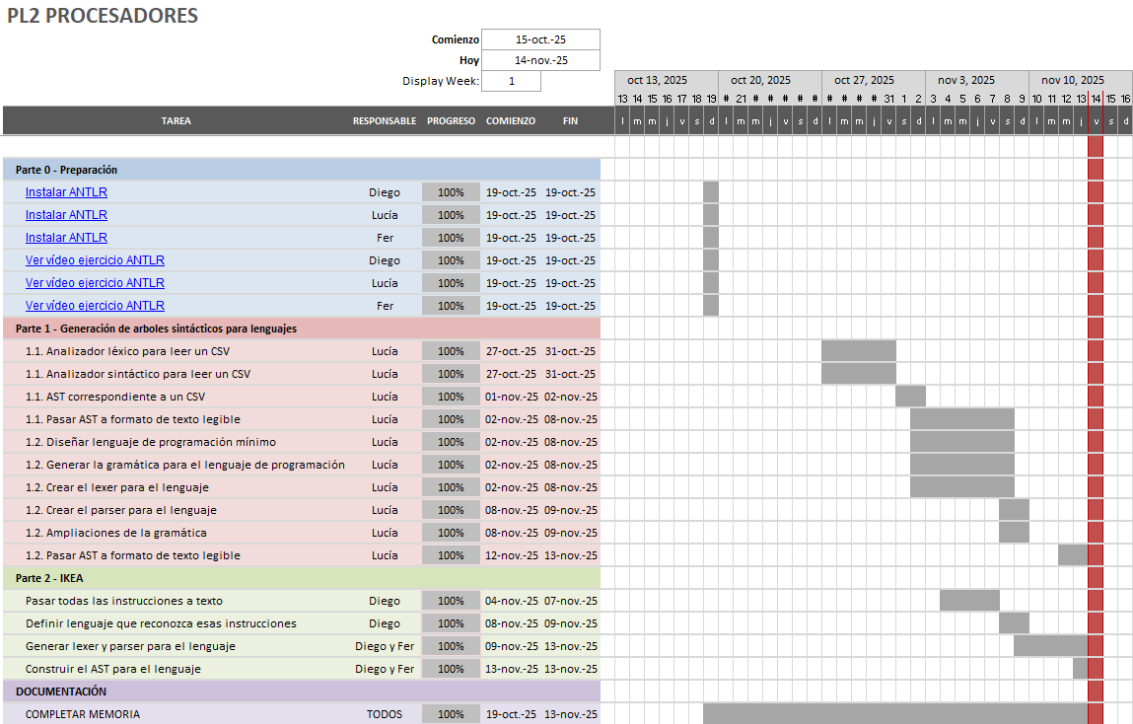 PL2 PROCESADORES
Comienzo 15-oct.-25
Hoy 14-nov.-25
Display Week: 1
oct 13, 2025 oct 20, 2025 oct 27, 2025 nov 3, 2025 nov 10, 2025
13 14 15 16 17 18 19 # 21 # # # # # # # # # 31 1 2 3 4 5 6 7 8 9 10 11 12 13 14 15 16
TAREA RESPONSABLE PROGRESO COMIENZO FIN l m m j v s d l m m j v s d l m m j v s d l m m j v s d l m m j v s d
Parte 0 - Preparación
Instalar ANTLR Diego 100% 19-oct.-25 19-oct.-25
Instalar ANTLR Lucía 100% 19-oct.-25 19-oct.-25
Instalar ANTLR Fer 100% 19-oct.-25 19-oct.-25
Ver vídeo ejercicio ANTLR Diego 100% 19-oct.-25 19-oct.-25
Ver vídeo ejercicio ANTLR Lucía 100% 19-oct.-25 19-oct.-25
Ver vídeo ejercicio ANTLR Fer 100% 19-oct.-25 19-oct.-25
Parte 1 - Generación de arboles sintácticos para lenguajes
1.1. Analizador léxico para leer un CSV Lucía 100% 27-oct.-25 31-oct.-25
1.1. Analizador sintáctico para leer un CSV Lucía 100% 27-oct.-25 31-oct.-25
1.1. AST correspondiente a un CSV Lucía 100% 01-nov.-25 02-nov.-25
1.1. Pasar AST a formato de texto legible Lucía 100% 02-nov.-25 08-nov.-25
1.2. Diseñar lenguaje de programación mínimo Lucía 100% 02-nov.-25 08-nov.-25
1.2. Generar la gramática para el lenguaje de programación Lucía 100% 02-nov.-25 08-nov.-25
1.2. Crear el lexer para el lenguaje Lucía 100% 02-nov.-25 08-nov.-25
1.2. Crear el parser para el lenguaje Lucía 100% 08-nov.-25 09-nov.-25
1.2. Ampliaciones de la gramática Lucía 100% 08-nov.-25 09-nov.-25
1.2. Pasar AST a formato de texto legible Lucía 100% 12-nov.-25 13-nov.-25
Parte 2 - IKEA
Pasar todas las instrucciones a texto Diego 100% 04-nov.-25 07-nov.-25
Definir lenguaje que reconozca esas instrucciones Diego 100% 08-nov.-25 09-nov.-25
Generar lexer y parser para el lenguaje Diego y Fer 100% 09-nov.-25 13-nov.-25
Construir el AST para el lenguaje Diego y Fer 100% 13-nov.-25 13-nov.-25
DOCUMENTACIÓN
COMPLETAR MEMORIA TODOS 100% 19-oct.-25 13-nov.-25